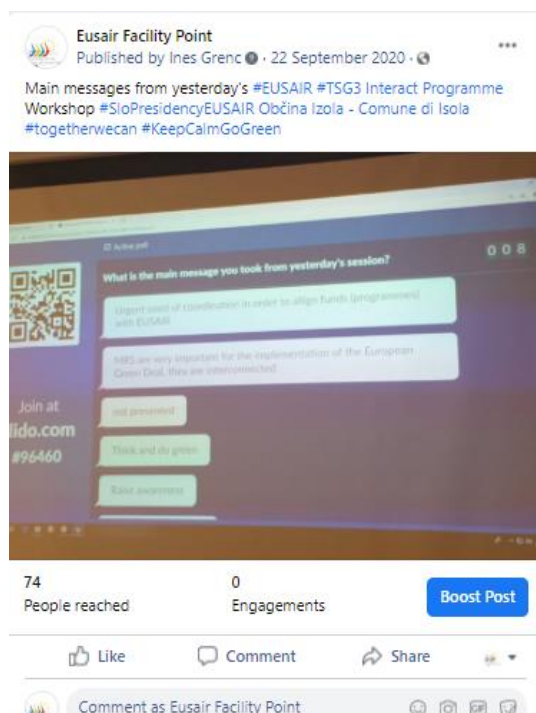 Eusair Facility Point
Published by Ines Grenc · 22 September 2020 ·
Main messages from yesterday's #EUSAIR #TSG3 Interact Programme
Workshop #SloPresidencyEUSAIR Občina Izola - Comune di Isola
#togetherwecan #KeepCalmGoGreen
Active poll
008
What is the main message you took from yesterday's session?
Urgent need of coordination in order to align funds (programmes)
with EUSAIR
MRS are very important for the implementation of the European
Green Deal, they are interconnected
Join at
lido.com
#96460
not presented
Think and do green
Raise awareness
74
People reached
0
Engagements
Boost Post
Like
Comment
Share
Comment as Eusair Facility Point